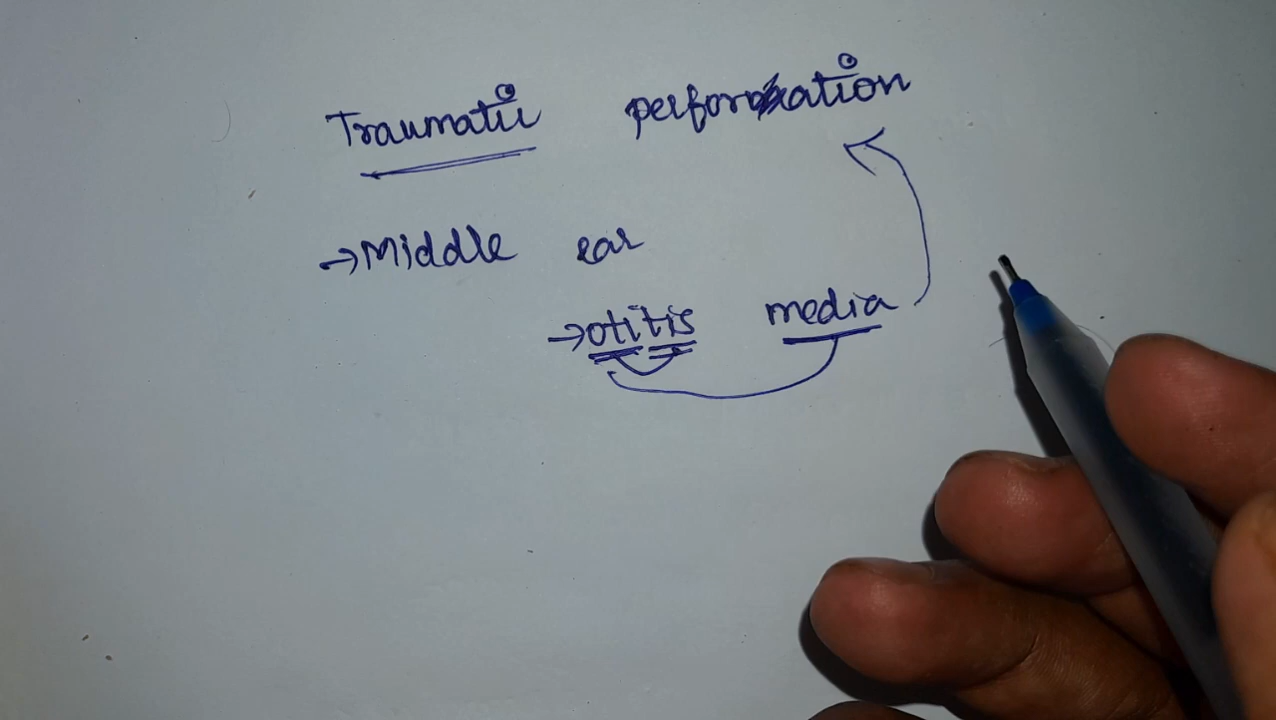 Traumatic perforation
→Middle ear
→otitis media